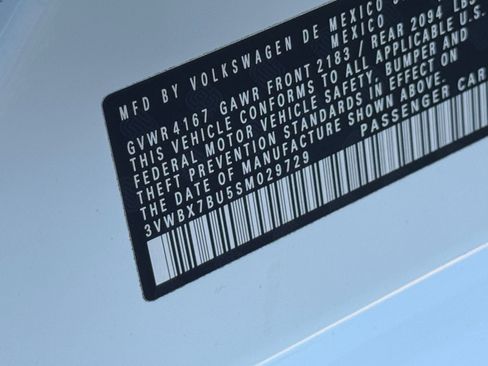 MFD BY VOLKSWAGEN DE MEXICO
MEXICO
GVWR 4167 GAWR FRONT 2183 / REAR 2094 LBS
THIS VEHICLE CONFORMS TO ALL APPLICABLE U.S.
FEDERAL MOTOR VEHICLE SAFETY, BUMPER AND
THEFT PREVENTION STANDARDS IN EFFECT ON
THE DATE OF MANUFACTURE SHOWN ABOVE.
3VWBX7BU5SM029729 PASSENGER CAR